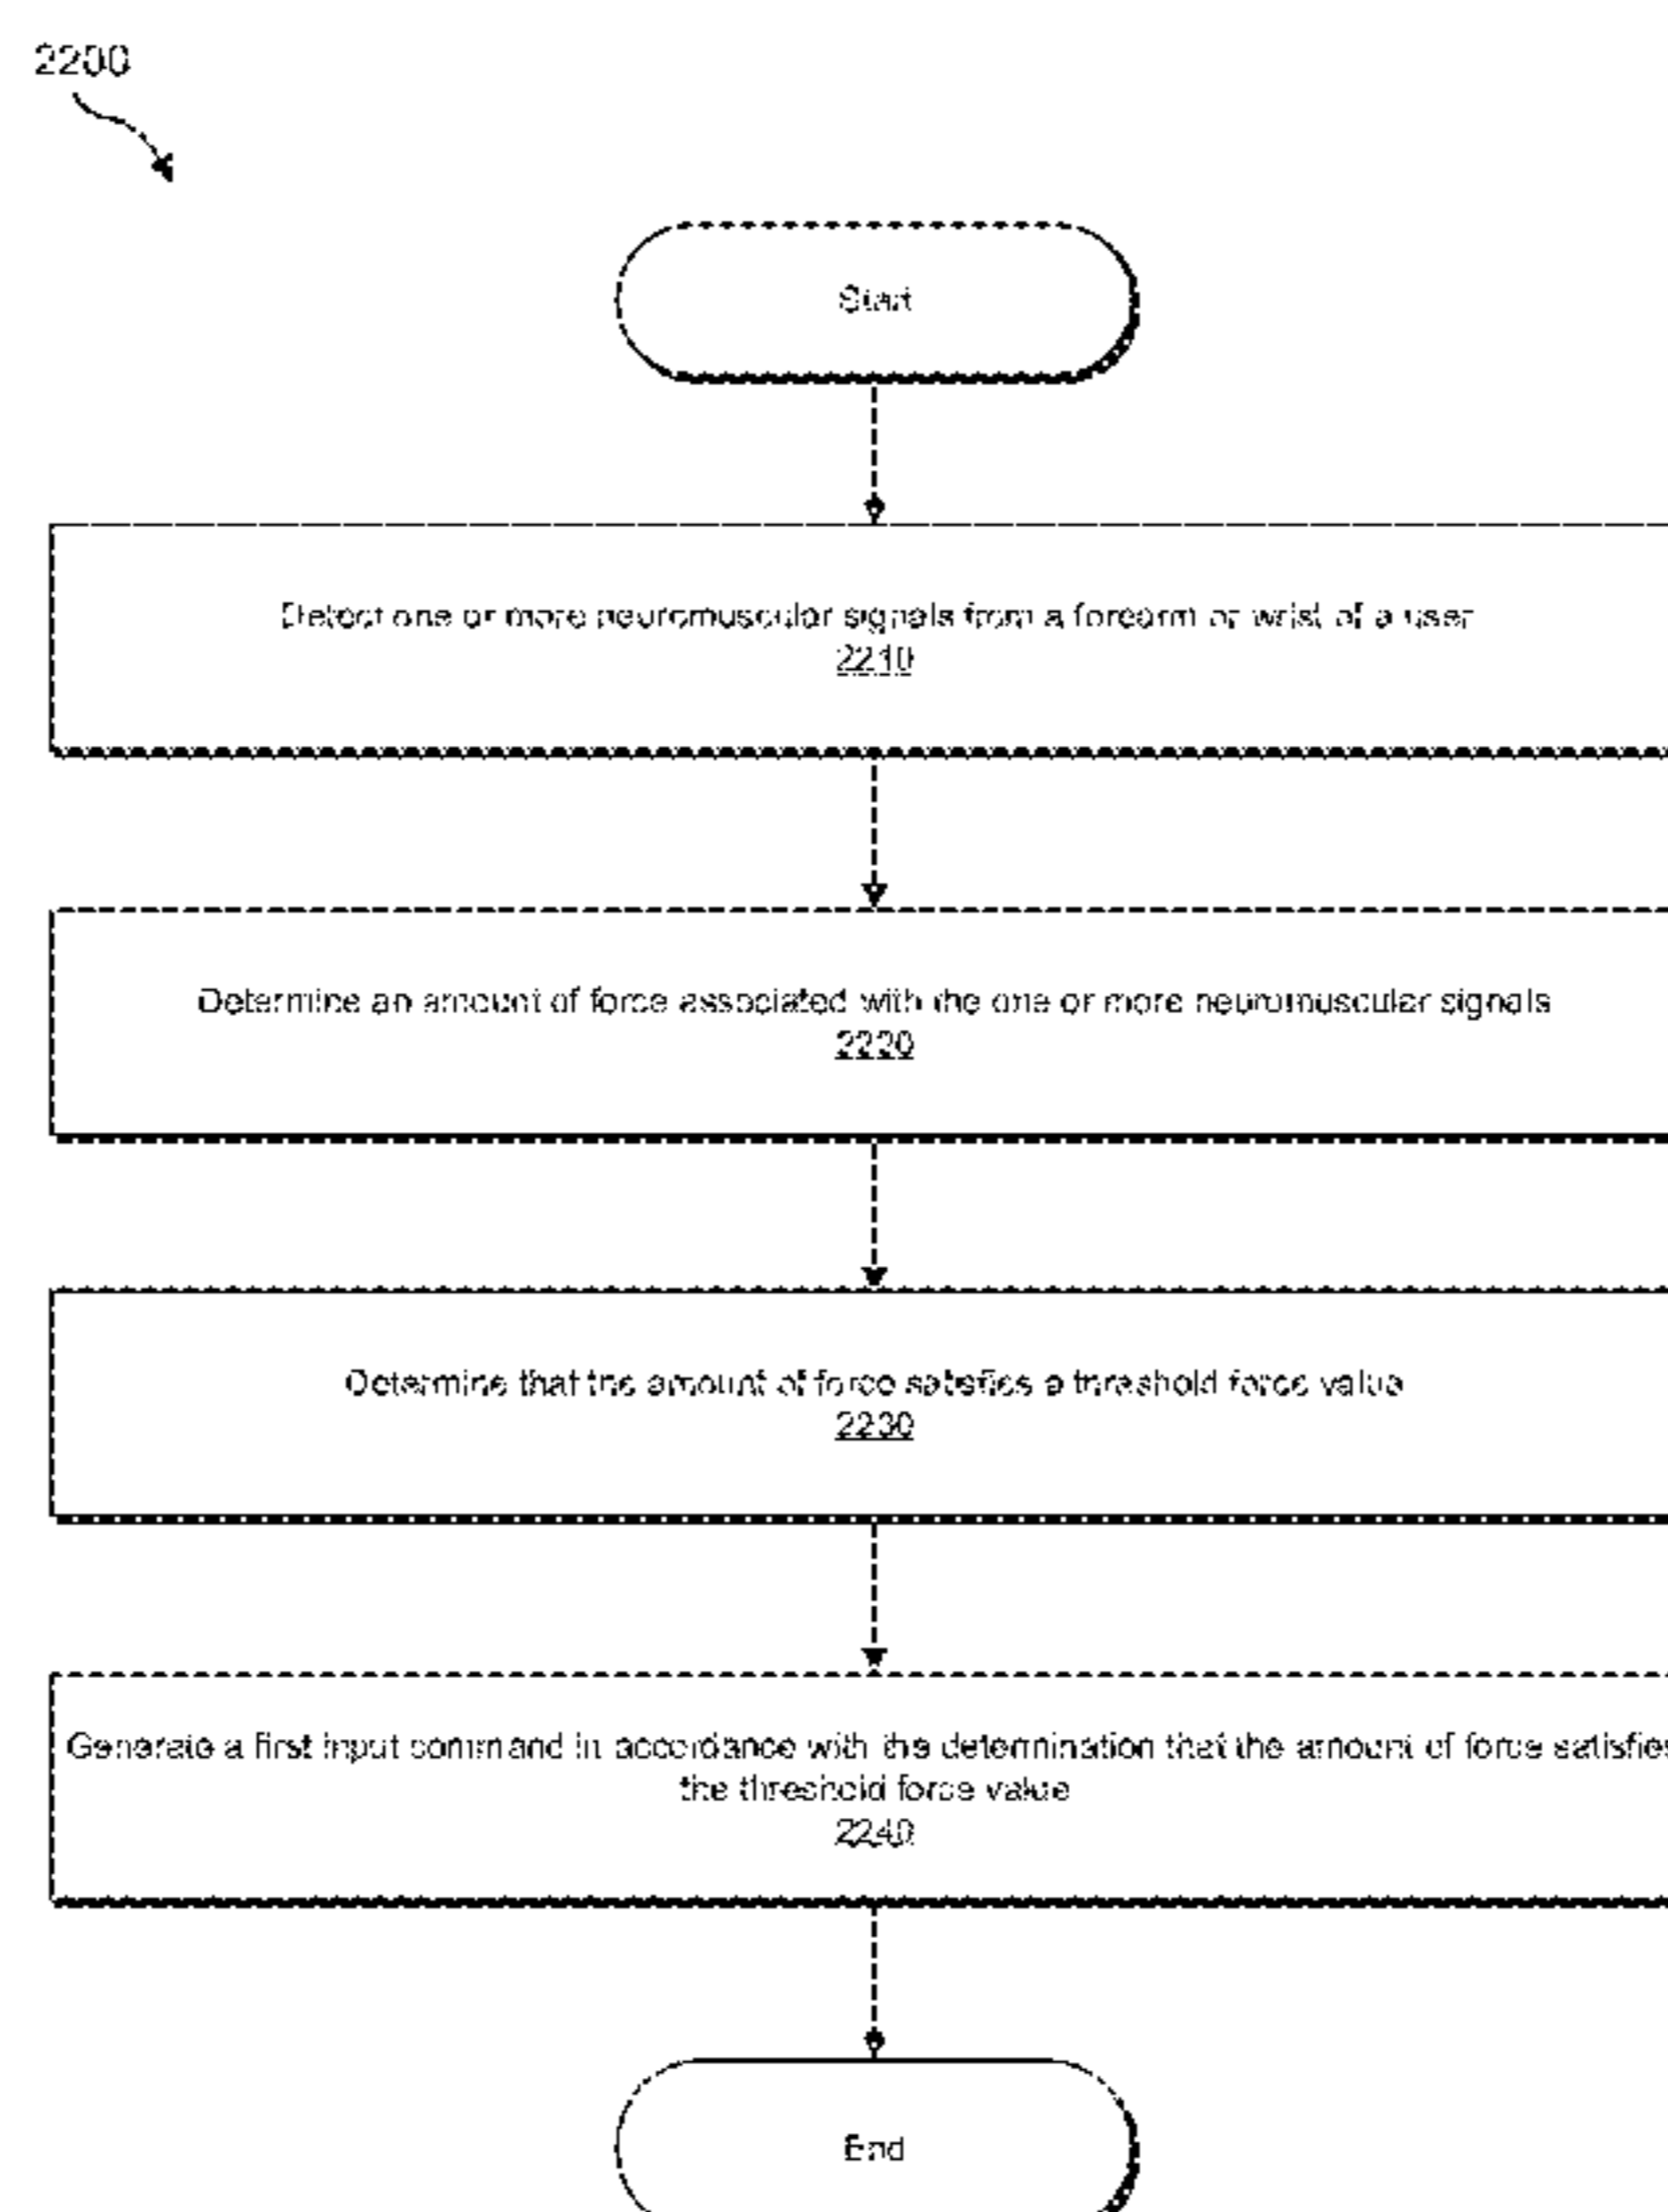 2200
Start
Detect one or more neuromuscular signals from a forearm or wrist of a user
2210
Determine an amount of force associated with the one or more neuromuscular signals
2220
Determine that the amount of force satisfies a threshold force value
2230
Generate a first input command in accordance with the determination that the amount of force satisfies
the threshold force value
2240
End